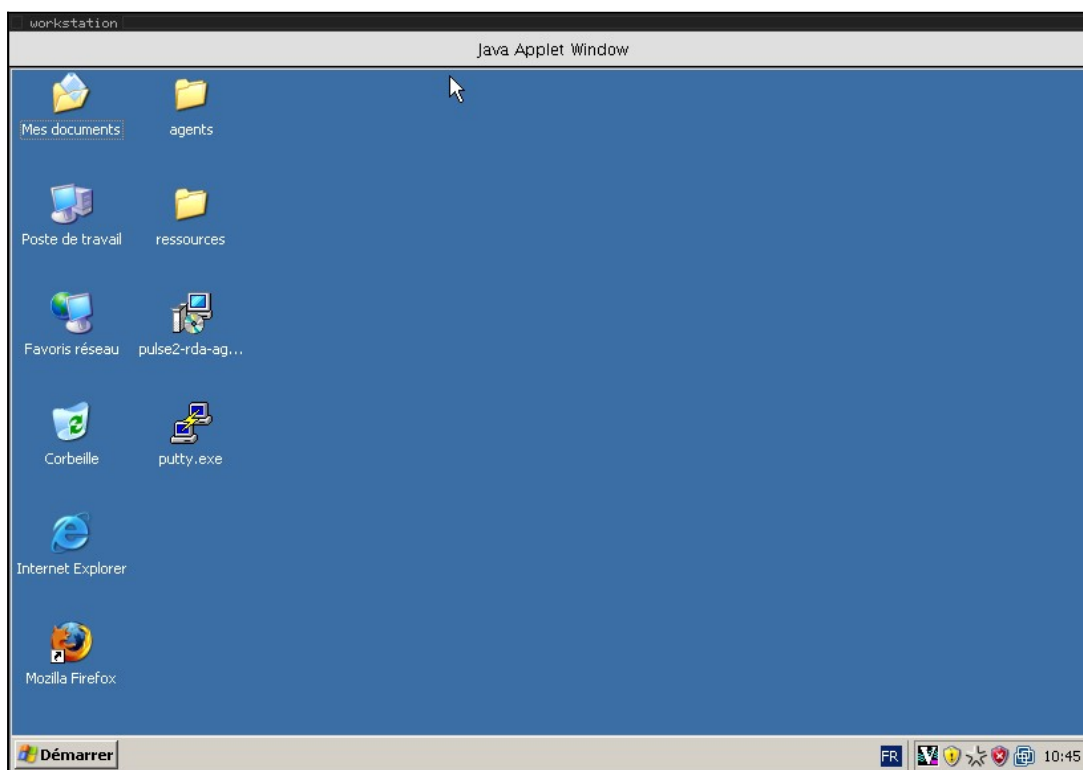 workstation
Java Applet Window
Mes documents
agents
Poste de travail
ressources
Favoris réseau
pulse2-rda-ag...
Corbeille
putty.exe
Internet Explorer
Mozilla Firefox
Démarrer
FR
10:45